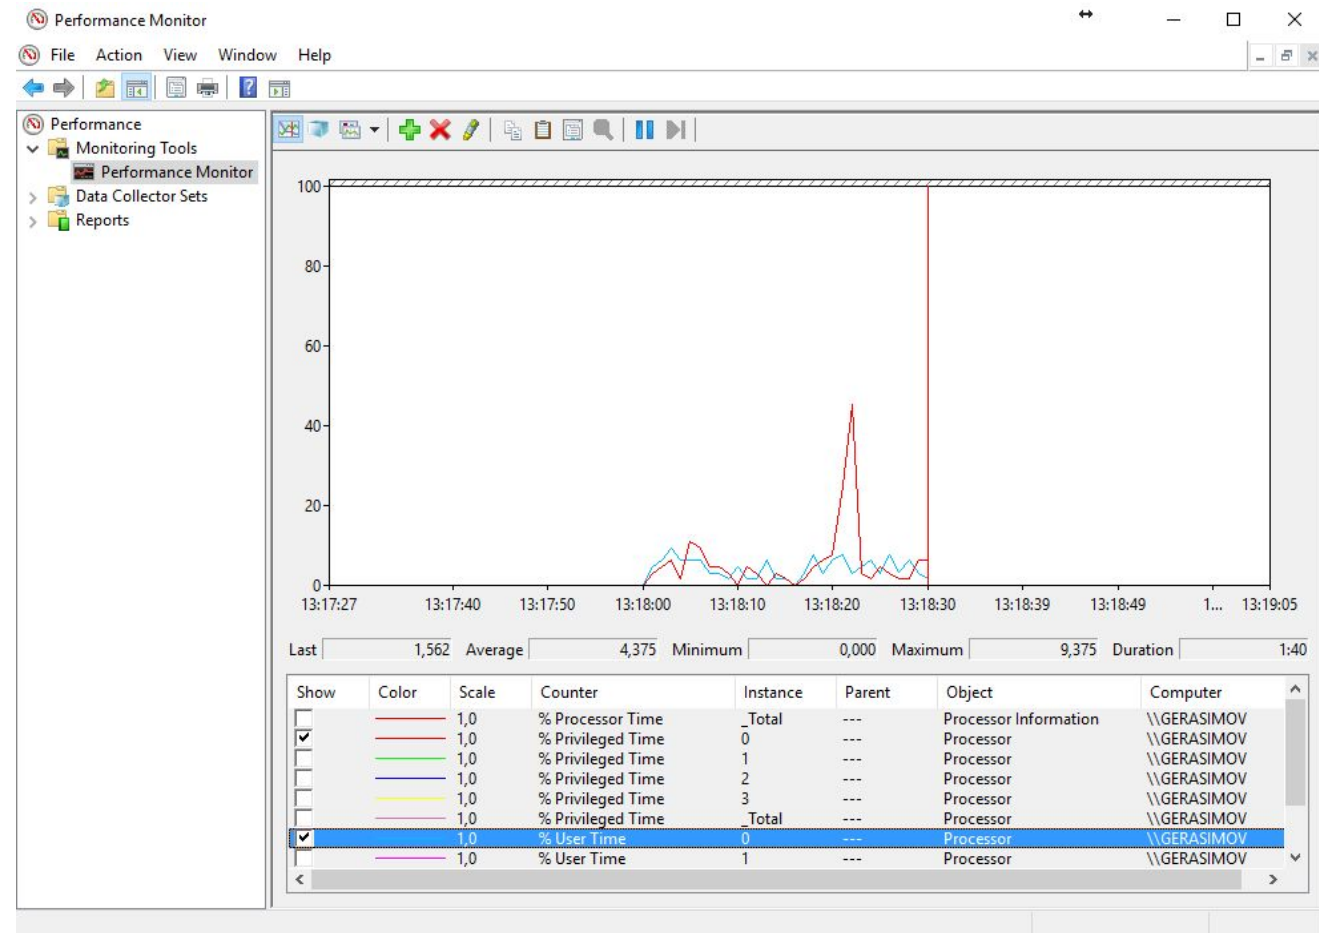 Performance Monitor
File Action View Window Help
Performance
Monitoring Tools
Performance Monitor
Data Collector Sets
Reports
100
80
60
40
20
0
13:17:27 13:17:40 13:17:50 13:18:00 13:18:10 13:18:20 13:18:30 13:18:39 13:18:49 1... 13:19:05
Last 1,562 Average 4,375 Minimum 0,000 Maximum 9,375 Duration 1:40
Show Color Scale Counter Instance Parent Object Computer
1,0 % Processor Time _Total --- Processor Information \\GERASIMOV
1,0 % Privileged Time 0 --- Processor \\GERASIMOV
1,0 % Privileged Time 1 --- Processor \\GERASIMOV
1,0 % Privileged Time 2 --- Processor \\GERASIMOV
1,0 % Privileged Time 3 --- Processor \\GERASIMOV
1,0 % Privileged Time _Total --- Processor \\GERASIMOV
1,0 % User Time 0 --- Processor \\GERASIMOV
1,0 % User Time 1 --- Processor \\GERASIMOV